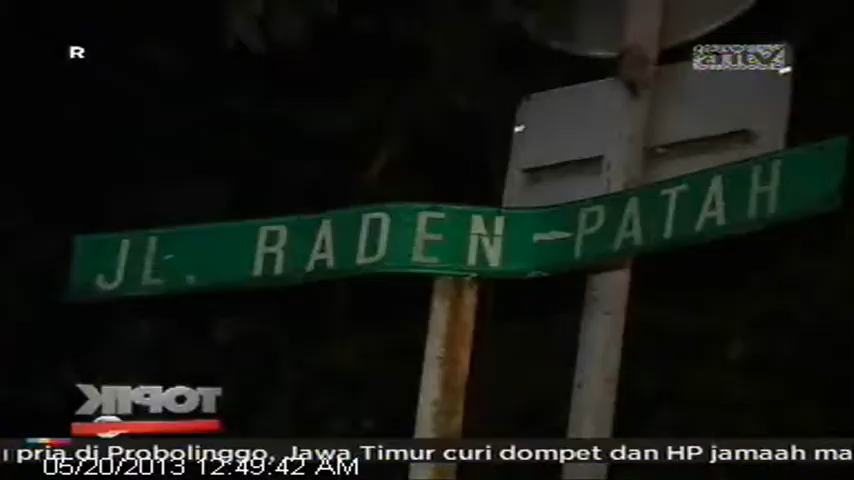 R
antv
JL. RADEN PATAH
TOPIK
pria di Probolinggo, Jawa Timur curi dompet dan HP jamaah ma
05/20/2013 12:49:42 AM